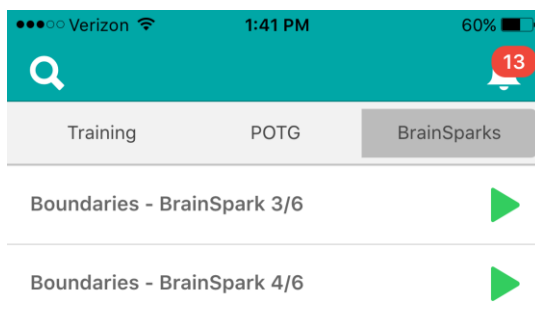 Verizon 1:41 PM 60%
13
Training POTG BrainSparks
Boundaries - BrainSpark 3/6
Boundaries - BrainSpark 4/6